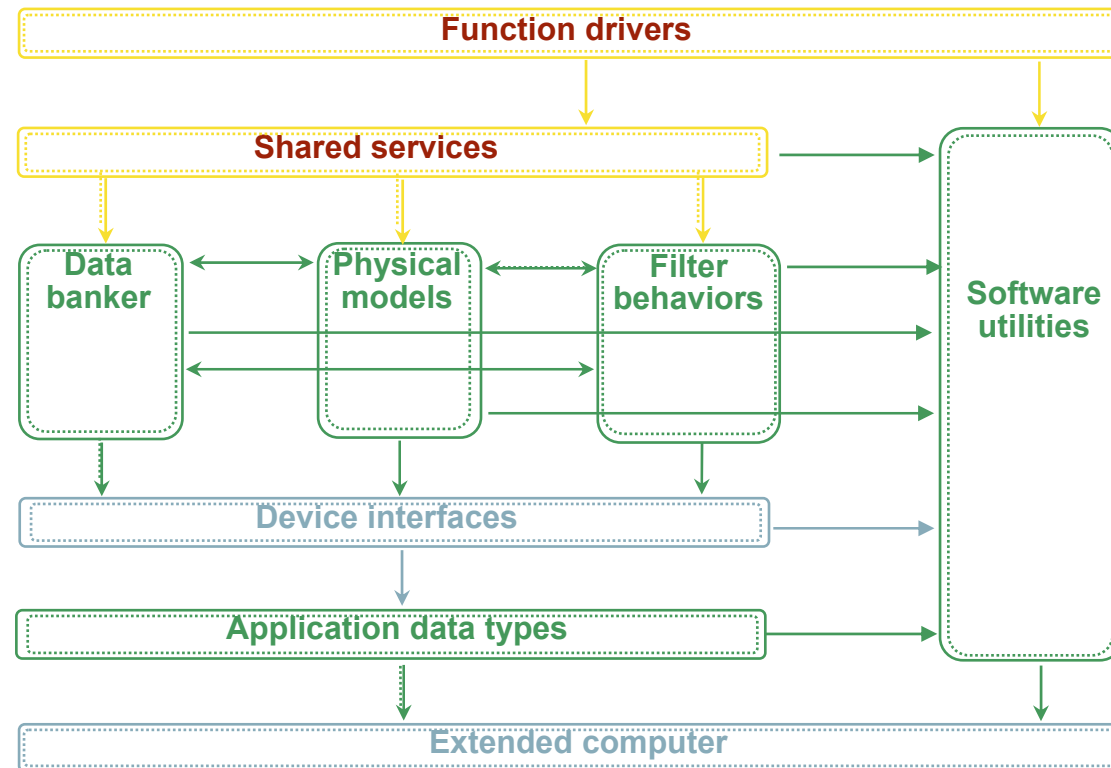 Function drivers
Shared services
Data
banker
Physical
models
Filter
behaviors
Software
utilities
Device interfaces
Application data types
Extended computer